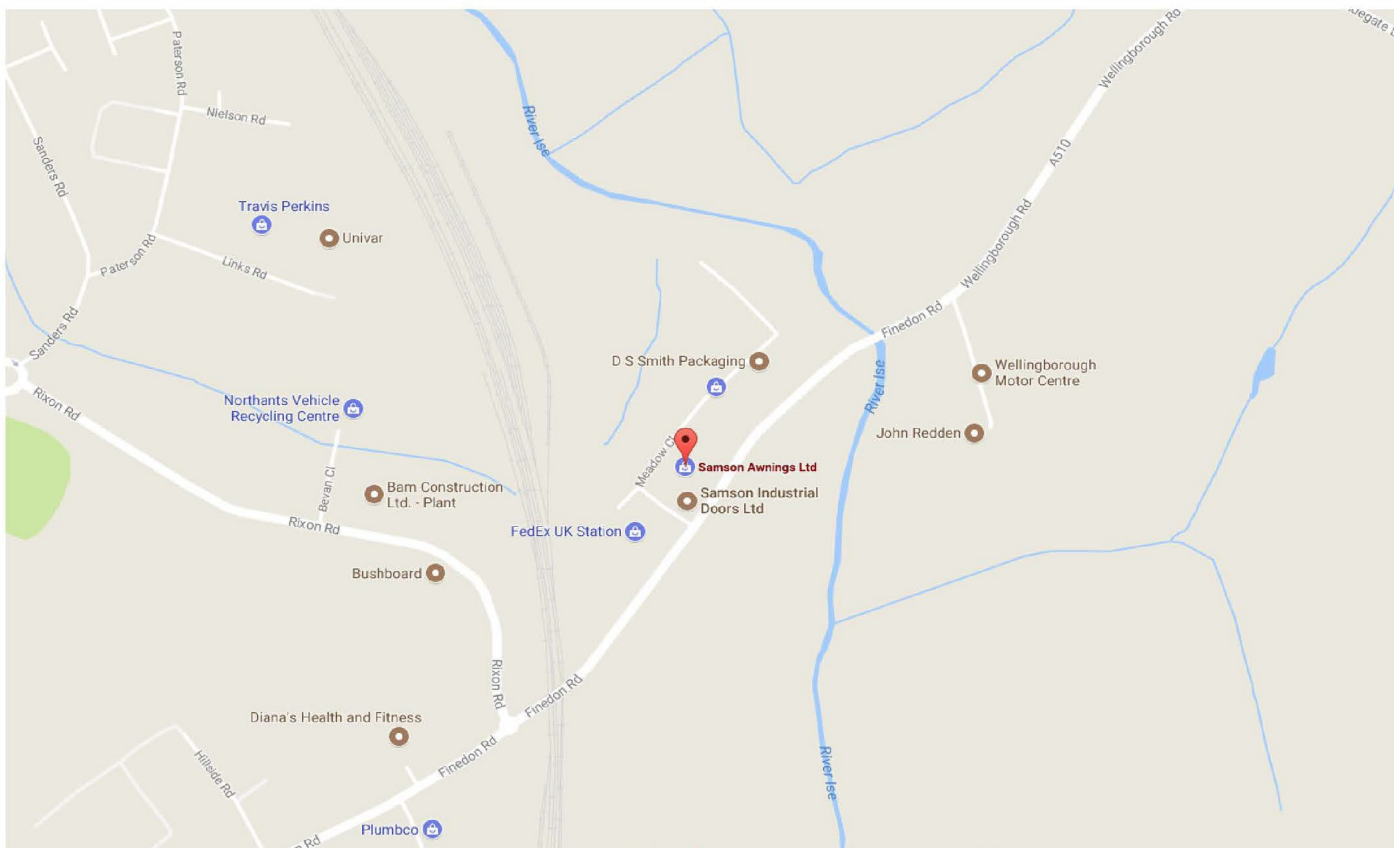 Wellingborough Rd
Paterson Rd
Nielson Rd
River Ise
A510
Sanders Rd
Travis Perkins
Univar
Wellingborough Rd
Paterson Rd
Links Rd
Sanders Rd
Finedon Rd
D S Smith Packaging
Wellingborough
Motor Centre
River Ise
Rixon Rd
Northants Vehicle
Recycling Centre
John Redden
Meadow Cl
Samson Awnings Ltd
Bevan Cl
Bam Construction
Ltd. - Plant
Samson Industrial
Doors Ltd
Rixon Rd
FedEx UK Station
Bushboard
Rixon Rd
Finedon Rd
Diana's Health and Fitness
Hillside Rd
Finedon Rd
River Ise
Plumbco
Rd